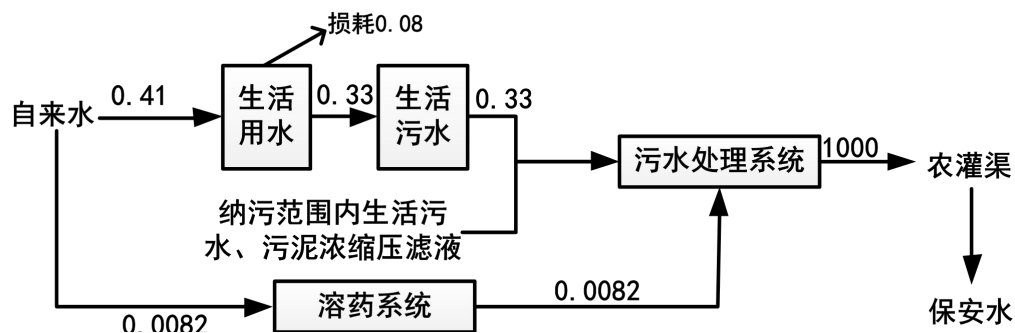 损耗0.08
自来水
0.41
生活
用水
0.33
生活
污水
0.33
污水处理系统
1000
农灌渠
纳污范围内生活污
水、污泥浓缩压滤液
溶药系统
0.0082
0.0082
保安水